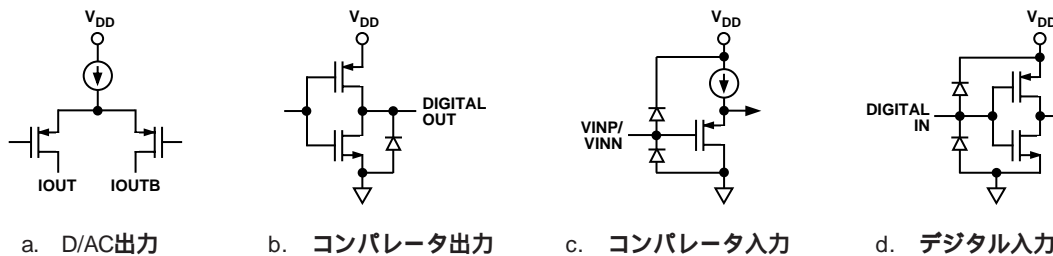 VDD
IOUT IOUTB
a. D/AC出力
VDD
DIGITAL
OUT
b. コンパレータ出力
VDD
VINP/
VINN
c. コンパレータ入力
VDD
DIGITAL
IN
d. デジタル入力